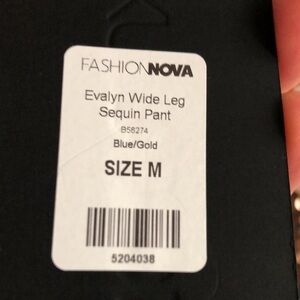 FASHIONNOVA
Evalyn Wide Leg
Sequin Pant
B58274
Blue/Gold
SIZE M
5204038